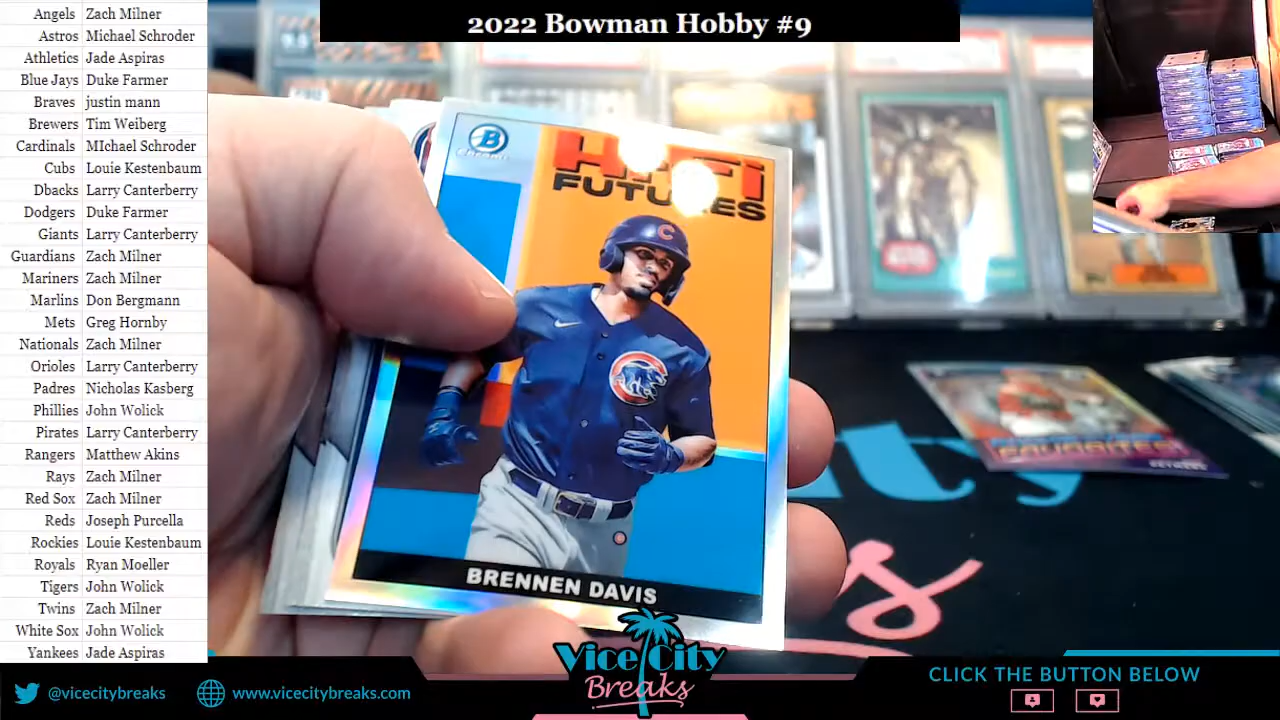 2022 Bowman Hobby #9
Angels Zach Milner
Astros Michael Schroder
Athletics Jade Aspiras
Blue Jays Duke Farmer
Braves justin mann
Brewers Tim Weiberg
Cardinals MIchael Schroder
Cubs Louie Kestenbaum
Dbacks Larry Canterberry
Dodgers Duke Farmer
Giants Larry Canterberry
Guardians Zach Milner
Mariners Zach Milner
Marlins Don Bergmann
Mets Greg Hornby
Nationals Zach Milner
Orioles Larry Canterberry
Padres Nicholas Kasberg
Phillies John Wolick
Pirates Larry Canterberry
Rangers Matthew Akins
Rays Zach Milner
Red Sox Zach Milner
Reds Joseph Purcella
Rockies Louie Kestenbaum
Royals Ryan Moeller
Tigers John Wolick
Twins Zach Milner
White Sox John Wolick
Yankees Jade Aspiras
B
Chrome
FUTURES
C
BRENNEN DAVIS
FAVORITES!
@vicecitybreaks
www.vicecitybreaks.com
Vice City
Breaks
CLICK THE BUTTON BELOW